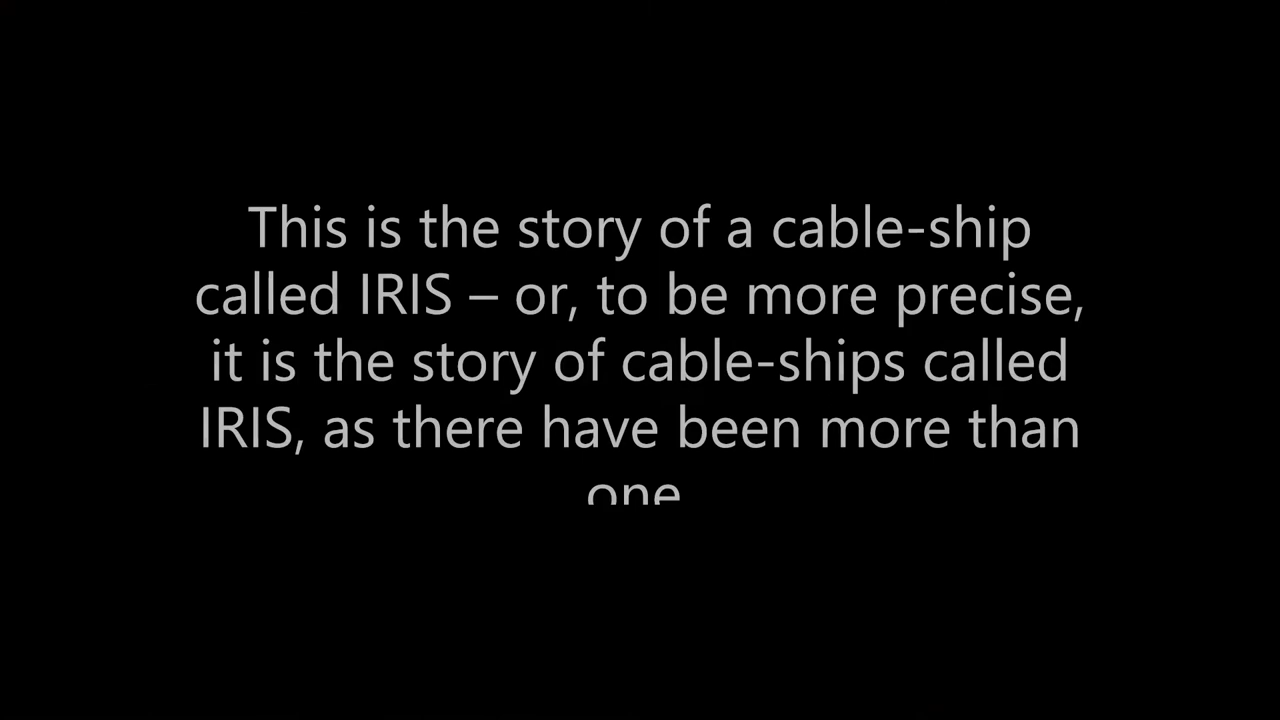 This is the story of a cable-ship
called IRIS – or, to be more precise,
it is the story of cable-ships called
IRIS, as there have been more than
one